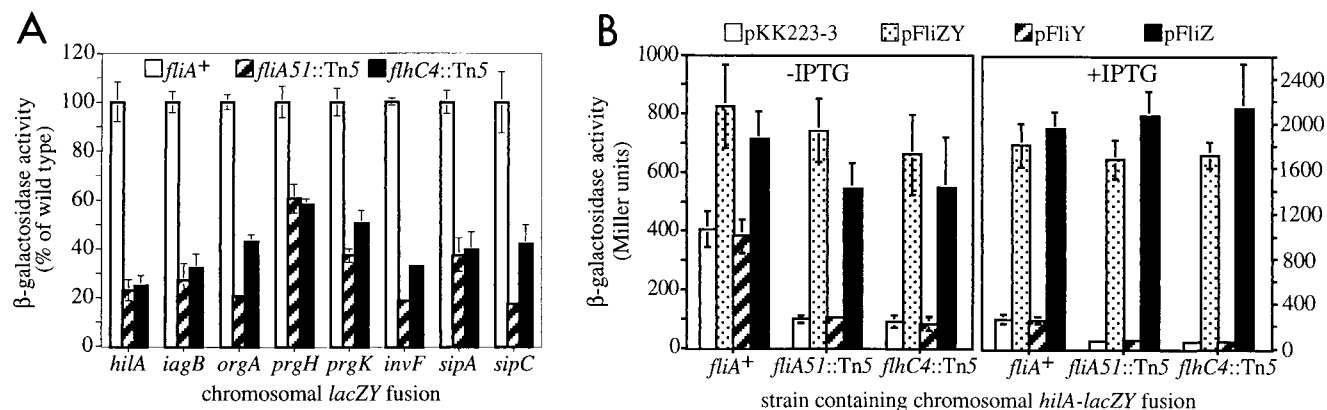 A
β-galactosidase activity
(% of wild type)
120
100
80
60
40
20
0
fliA+ fliA51::Tn5 flhC4::Tn5
hilA iagB orgA prgH prgK invF sipA sipC
chromosomal lacZY fusion
B
pKK223-3 pFliZY pFliY pFliZ
β-galactosidase activity
(Miller units)
1000
800
600
400
200
0
-IPTG
+IPTG
2400
2000
1600
1200
800
400
0
fliA+ fliA51::Tn5 flhC4::Tn5 fliA+ fliA51::Tn5 flhC4::Tn5
strain containing chromosomal hilA-lacZY fusion